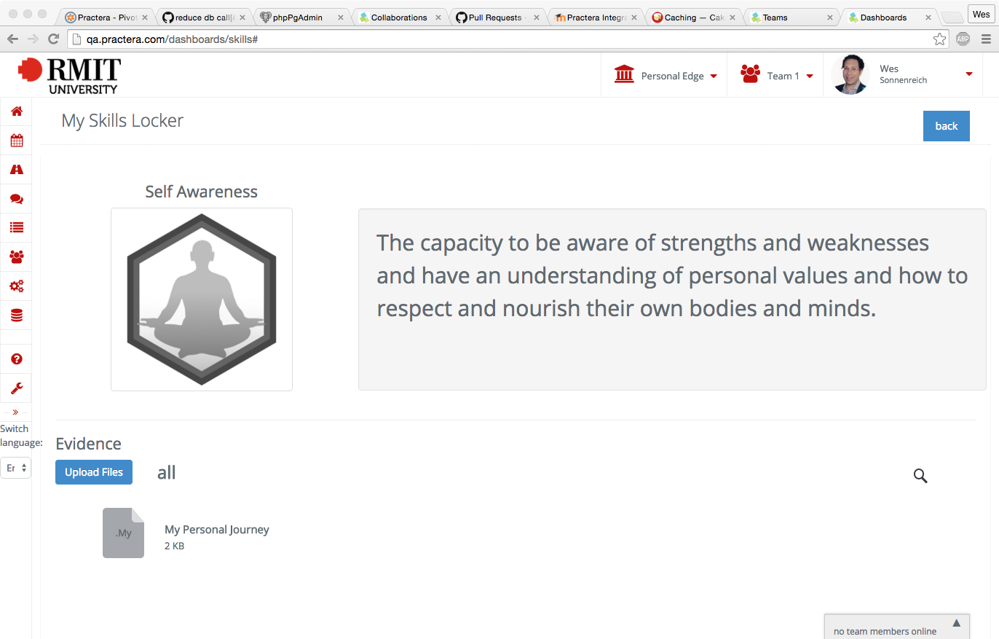 Practera - Pivot
reduce db call[
phpPgAdmin
Collaborations
Pull Requests ·
Practera Integra
Caching — Cak
Teams
Dashboards
Wes
qa.practera.com/dashboards/skills#
ABP
RMIT
UNIVERSITY
Personal Edge
Team 1
Wes
Sonnenreich
My Skills Locker
back
Self Awareness
The capacity to be aware of strengths and weaknesses
and have an understanding of personal values and how to
respect and nourish their own bodies and minds.
Switch
language:
Er
Evidence
Upload Files
all
.My
My Personal Journey
2 KB
no team members online